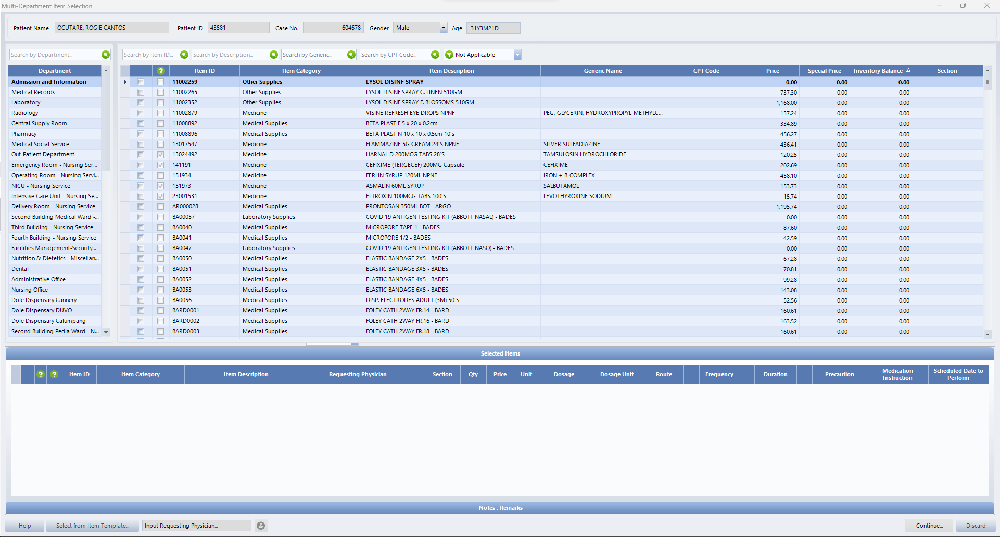 Multi-Department Item Selection
Patient Name OCUTARE, ROGIE CANTOS Patient ID 43581 Case No. 604678 Gender Male Age 31Y3M21D
Search by Department... Search by Item ID... Search by Description... Search by Generic... Search by CPT Code... Not Applicable
Department
Admission and Information
Medical Records
Laboratory
Radiology
Central Supply Room
Pharmacy
Medical Social Service
Out-Patient Department
Emergency Room - Nursing Ser...
Operating Room - Nursing Servi...
NICU - Nursing Service
Intensive Care Unit - Nursing Se...
Delivery Room - Nursing Service
Second Building Medical Ward -...
Third Building - Nursing Service
Fourth Building - Nursing Service
Facilities Management-Security...
Nutrition & Dietetics - Miscellan...
Dental
Administrative Office
Nursing Office
Dole Dispensary Cannery
Dole Dispensary DUVO
Dole Dispensary Calumpang
Second Building Pedia Ward - N...
? Item ID Item Category Item Description Generic Name CPT Code Price Special Price Inventory Balance Section
11002259 Other Supplies LYSOL DISINF SPRAY 0.00 0.00 0.00
11002265 Other Supplies LYSOL DISINF SPRAY C. LINEN 510GM 737.30 0.00 0.00
11002352 Other Supplies LYSOL DISINF SPRAY F. BLOSSOMS 510GM 1,168.00 0.00 0.00
11002879 Medicine VISINE REFRESH EYE DROPS NPNF PEG, GLYCERIN, HYDROXYPROPYL METHYLC... 137.24 0.00 0.00
11008892 Medical Supplies BETA PLAST F 5 x 20 x 0.2cm 334.89 0.00 0.00
11008896 Medical Supplies BETA PLAST N 10 x 10 x 0.5cm 10's 456.27 0.00 0.00
13017547 Medicine FLAMMAZINE 5G CREAM 24'S NPNF SILVER SULFADIAZINE 436.41 0.00 0.00
13024492 Medicine HARNAL D 200MCG TABS 28'S TAMSULOSIN HYDROCHLORIDE 120.25 0.00 0.00
141191 Medicine CEFIXIME (TERGECEF) 200MG Capsule CEFIXIME 202.69 0.00 0.00
151934 Medicine FERLIN SYRUP 120ML NPNF IRON + B-COMPLEX 458.10 0.00 0.00
151973 Medicine ASMALIN 60ML SYRUP SALBUTAMOL 153.73 0.00 0.00
23001531 Medicine ELTROXIN 100MCG TABS 100'S LEVOTHYROXINE SODIUM 15.74 0.00 0.00
AR000028 Medical Supplies PRONTOSAN 350ML BOT - ARGO 1,195.74 0.00 0.00
BA00057 Laboratory Supplies COVID 19 ANTIGEN TESTING KIT (ABBOTT NASAL) - BADES 0.00 0.00 0.00
BA0040 Medical Supplies MICROPORE TAPE 1 - BADES 87.60 0.00 0.00
BA0041 Medical Supplies MICROPORE 1/2 - BADES 42.59 0.00 0.00
BA0047 Laboratory Supplies COVID 19 ANTIGEN TESTING KIT (ABBOTT NASO) - BADES 0.00 0.00 0.00
BA0050 Medical Supplies ELASTIC BANDAGE 2X5 - BADES 67.28 0.00 0.00
BA0051 Medical Supplies ELASTIC BANDAGE 3X5 - BADES 70.81 0.00 0.00
BA0052 Medical Supplies ELASTIC BANDAGE 4X5 - BADES 99.28 0.00 0.00
BA0053 Medical Supplies ELASTIC BANDAGE 6X5 - BADES 143.08 0.00 0.00
BA0056 Medical Supplies DISP. ELECTRODES ADULT (3M) 50'S 52.56 0.00 0.00
BARD0001 Medical Supplies FOLEY CATH 2WAY FR.14 - BARD 160.61 0.00 0.00
BARD0002 Medical Supplies FOLEY CATH 2WAY FR.16 - BARD 163.52 0.00 0.00
BARD0003 Medical Supplies FOLEY CATH 2WAY FR.18 - BARD 160.61 0.00 0.00
Selected Items
? ? Item ID Item Category Item Description Requesting Physician Section Qty Price Unit Dosage Dosage Unit Route Frequency Duration Precaution Medication Instruction Scheduled Date to Perform
Notes . Remarks
Help Select from Item Template... Input Requesting Physician... Continue... Discard